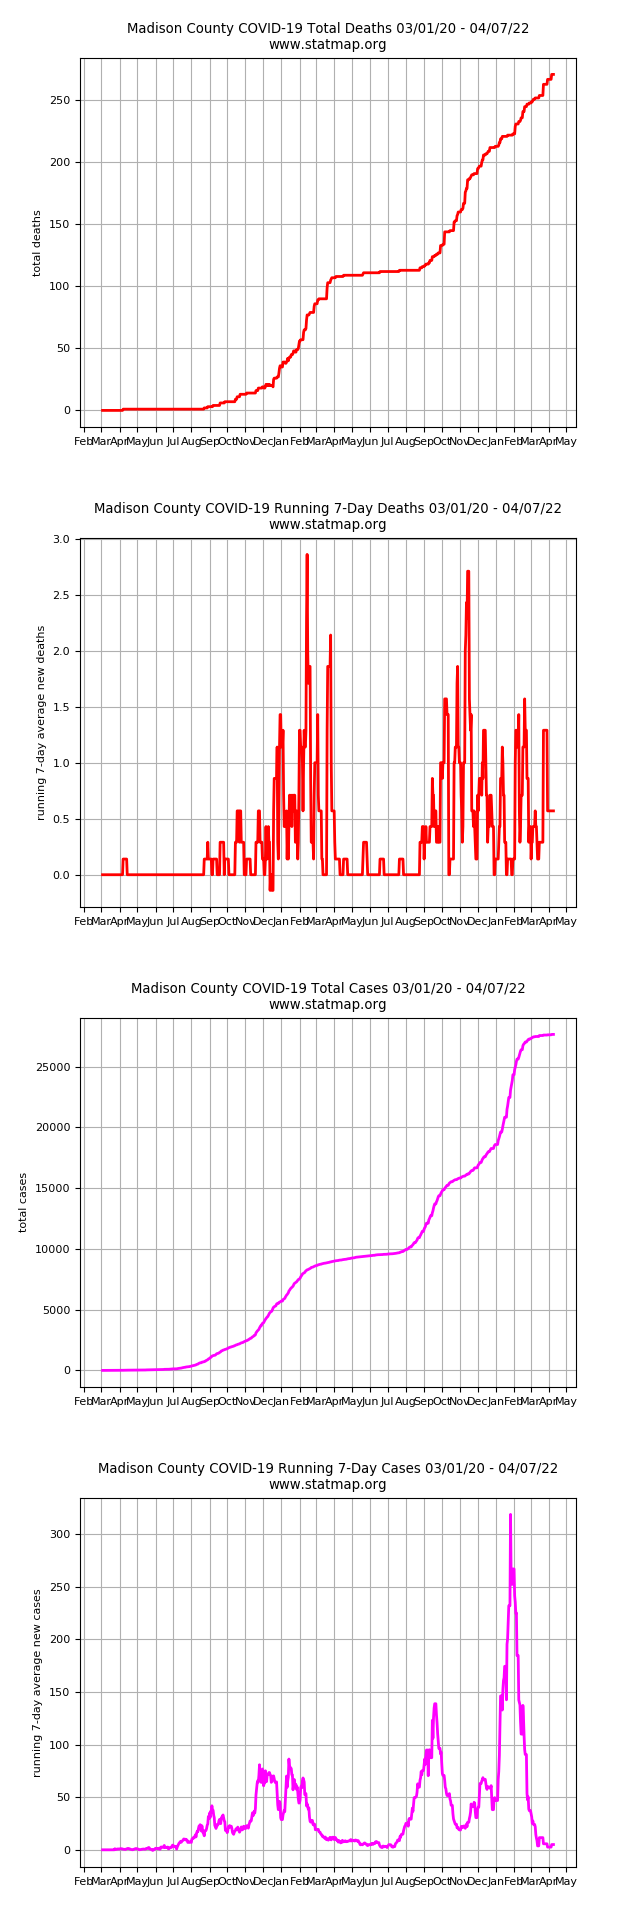 Madison County COVID-19 Total Deaths 03/01/20 - 04/07/22
www.statmap.org
250
200
150
100
50
0
total deaths
Feb Mar Apr May Jun Jul Aug Sep Oct Nov Dec Jan Feb Mar Apr May Jun Jul Aug Sep Oct Nov Dec Jan Feb Mar Apr May
Madison County COVID-19 Running 7-Day Deaths 03/01/20 - 04/07/22
www.statmap.org
3.0
2.5
2.0
1.5
1.0
0.5
0.0
running 7-day average new deaths
Feb Mar Apr May Jun Jul Aug Sep Oct Nov Dec Jan Feb Mar Apr May Jun Jul Aug Sep Oct Nov Dec Jan Feb Mar Apr May
Madison County COVID-19 Total Cases 03/01/20 - 04/07/22
www.statmap.org
25000
20000
15000
10000
5000
0
total cases
Feb Mar Apr May Jun Jul Aug Sep Oct Nov Dec Jan Feb Mar Apr May Jun Jul Aug Sep Oct Nov Dec Jan Feb Mar Apr May
Madison County COVID-19 Running 7-Day Cases 03/01/20 - 04/07/22
www.statmap.org
300
250
200
150
100
50
0
running 7-day average new cases
Feb Mar Apr May Jun Jul Aug Sep Oct Nov Dec Jan Feb Mar Apr May Jun Jul Aug Sep Oct Nov Dec Jan Feb Mar Apr May